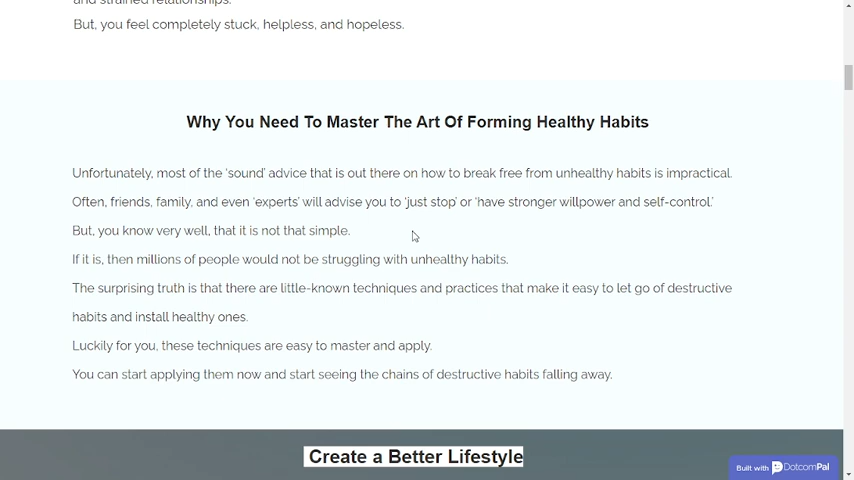 and strained relationships.
But, you feel completely stuck, helpless, and hopeless.
Why You Need To Master The Art Of Forming Healthy Habits
Unfortunately, most of the ‘sound’ advice that is out there on how to break free from unhealthy habits is impractical.
Often, friends, family, and even ‘experts’ will advise you to ‘just stop’ or ‘have stronger willpower and self-control.’
But, you know very well, that it is not that simple.
If it is, then millions of people would not be struggling with unhealthy habits.
The surprising truth is that there are little-known techniques and practices that make it easy to let go of destructive
habits and install healthy ones.
Luckily for you, these techniques are easy to master and apply.
You can start applying them now and start seeing the chains of destructive habits falling away.
Create a Better Lifestyle
Built with DotcomPal